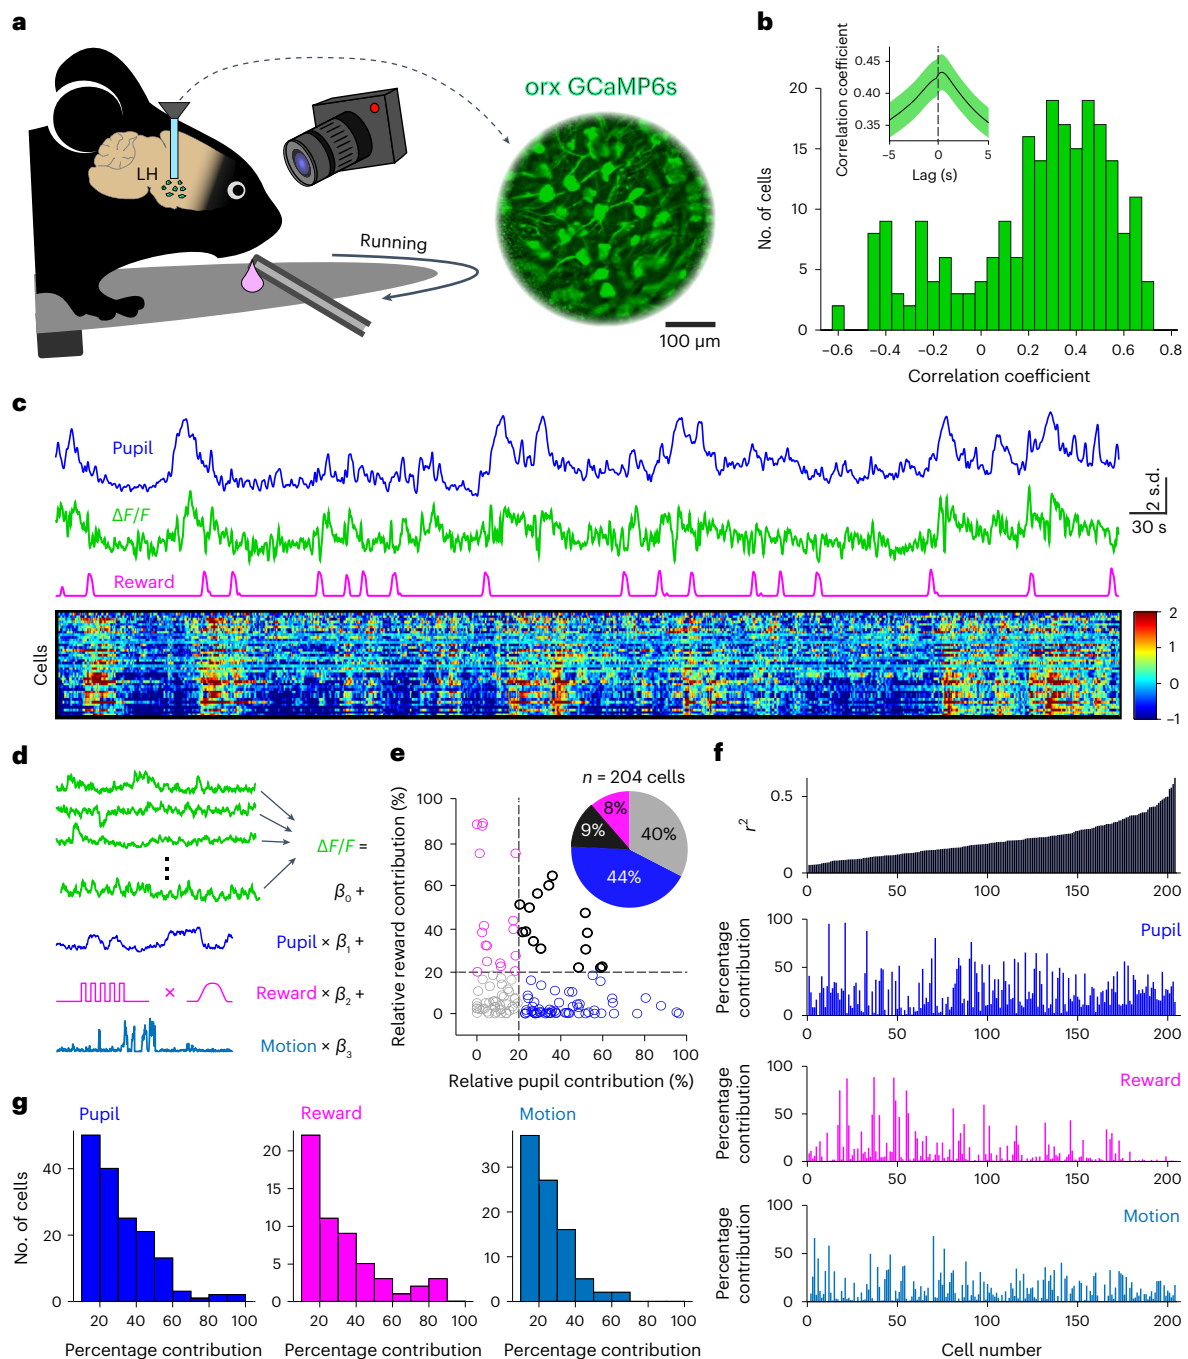 a
orx GCaMP6s
LH
Running
100 µm
b
Correlation coefficient
0.45
0.40
0.35
–5
0
5
Lag (s)
No. of cells
20
15
10
5
0
–0.6
–0.4
–0.2
0
0.2
0.4
0.6
0.8
Correlation coefficient
c
Pupil
ΔF/F
Reward
2 s.d.
30 s
Cells
2
1
0
–1
d
ΔF/F =
β0 +
Pupil × β1 +
× Reward × β2 +
Motion × β3
e
n = 204 cells
8%
9%
40%
44%
Relative reward contribution (%)
100
80
60
40
20
0
0
20
40
60
80
100
Relative pupil contribution (%)
f
r2
0.5
0
0
50
100
150
200
Percentage
contribution
Pupil
100
50
0
0
50
100
150
200
Percentage
contribution
Reward
100
50
0
0
50
100
150
200
Percentage
contribution
Motion
100
50
0
0
50
100
150
200
Cell number
g
Pupil
No. of cells
40
20
0
20
40
60
80
100
Percentage contribution
Reward
20
15
10
5
0
20
40
60
80
100
Percentage contribution
Motion
30
20
10
0
20
40
60
80
100
Percentage contribution